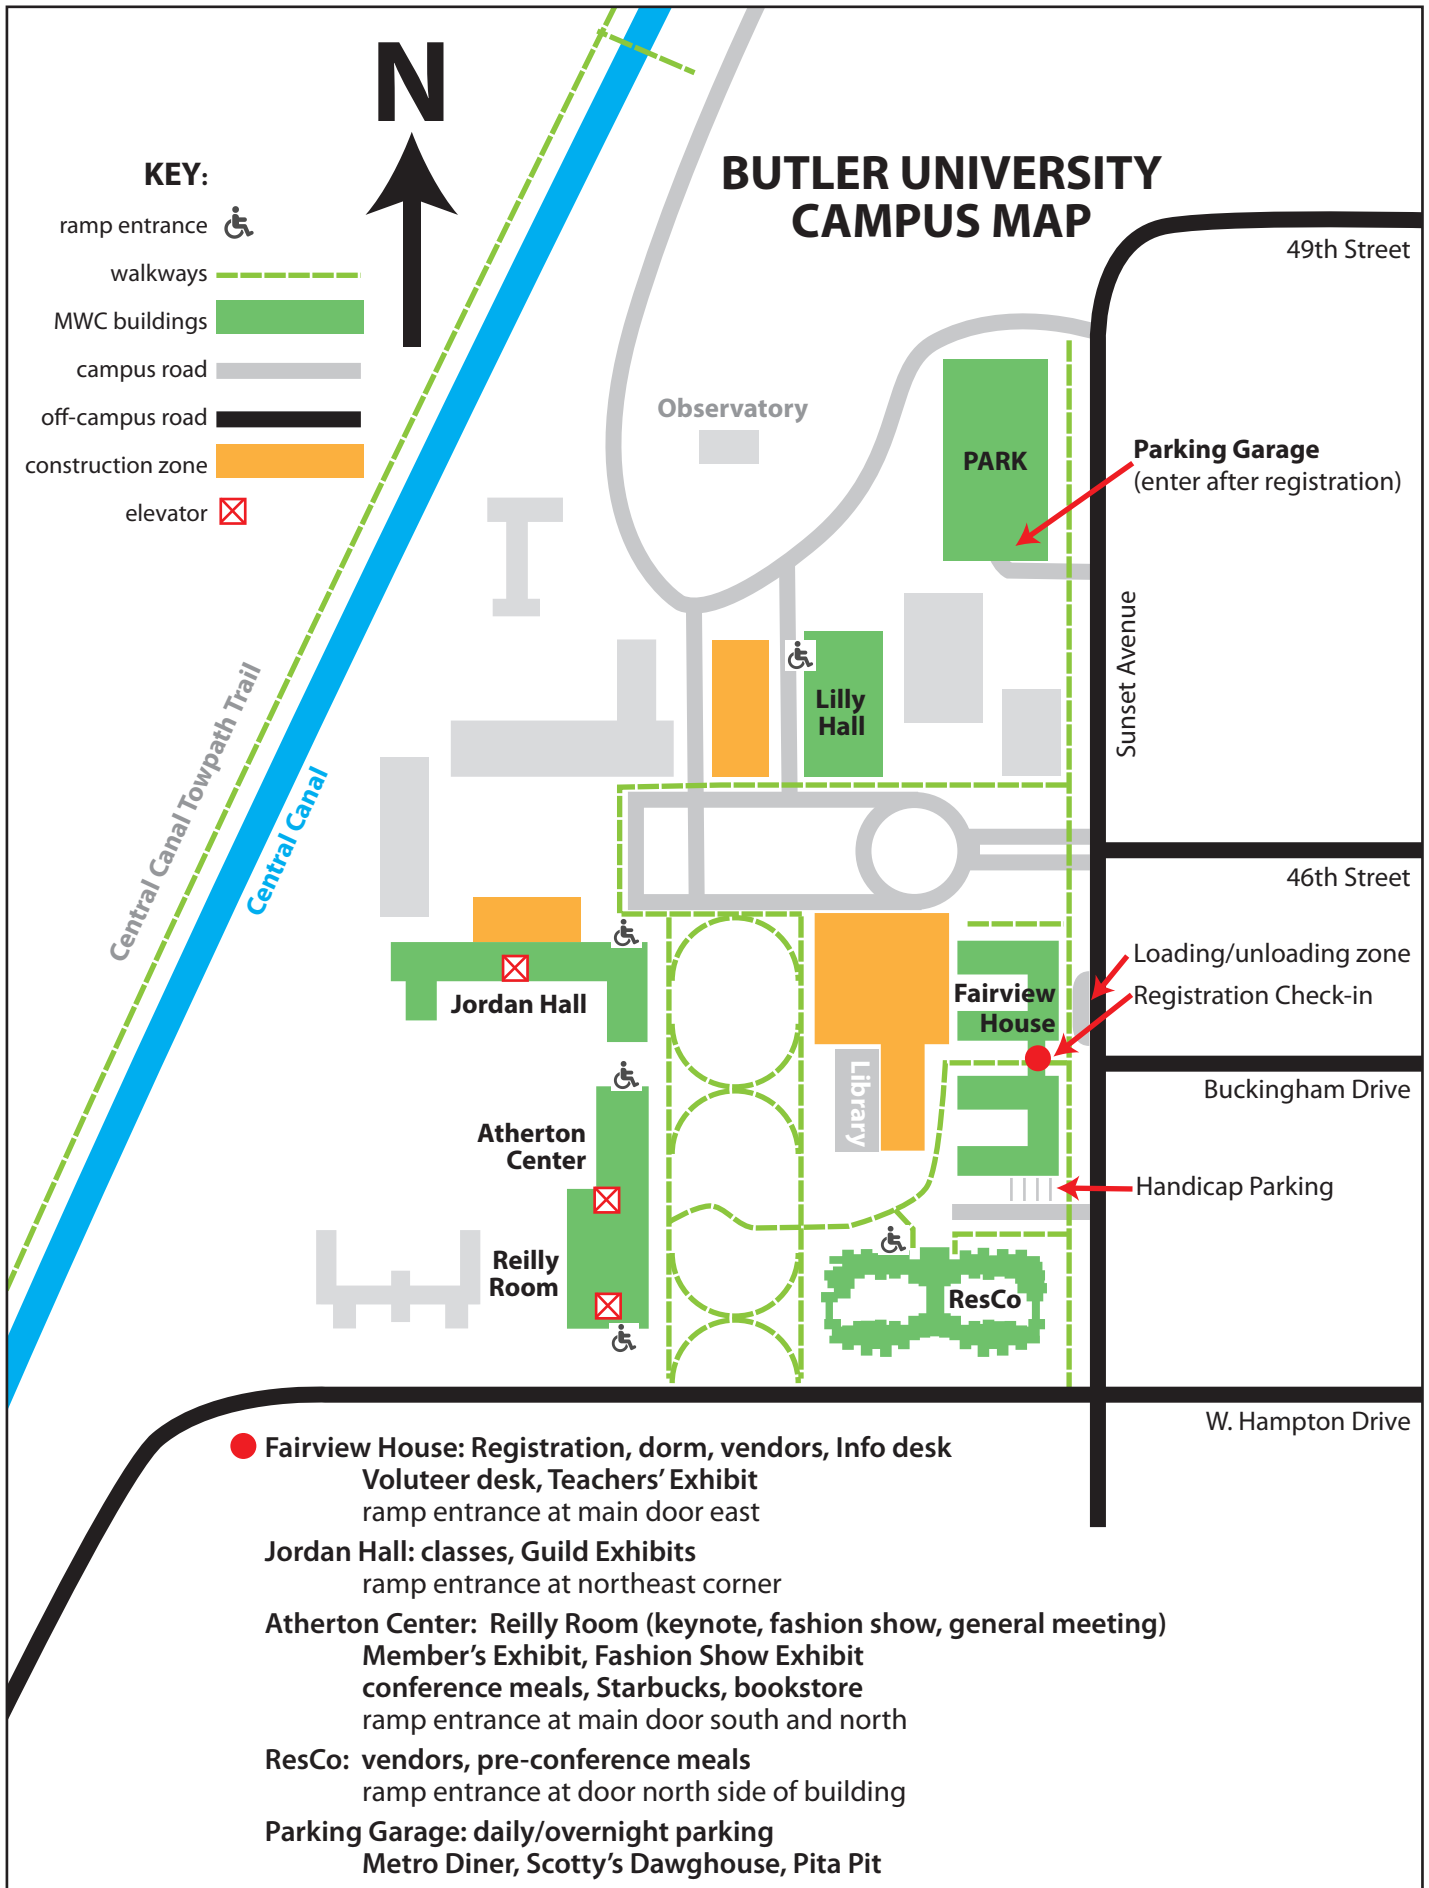 N
KEY:
ramp entrance
walkways
MWC buildings
campus road
off-campus road
construction zone
elevator
BUTLER UNIVERSITY
CAMPUS MAP
49th Street
Observatory
PARK
Parking Garage
(enter after registration)
Sunset Avenue
Lilly
Hall
Central Canal Towpath Trail
Central Canal
46th Street
Loading/unloading zone
Registration Check-in
Fairview
House
Jordan Hall
Library
Buckingham Drive
Atherton
Center
Handicap Parking
Reilly
Room
ResCo
W. Hampton Drive
Fairview House: Registration, dorm, vendors, Info desk
Voluteer desk, Teachers' Exhibit
ramp entrance at main door east
Jordan Hall: classes, Guild Exhibits
ramp entrance at northeast corner
Atherton Center: Reilly Room (keynote, fashion show, general meeting)
Member's Exhibit, Fashion Show Exhibit
conference meals, Starbucks, bookstore
ramp entrance at main door south and north
ResCo: vendors, pre-conference meals
ramp entrance at door north side of building
Parking Garage: daily/overnight parking
Metro Diner, Scotty's Dawghouse, Pita Pit